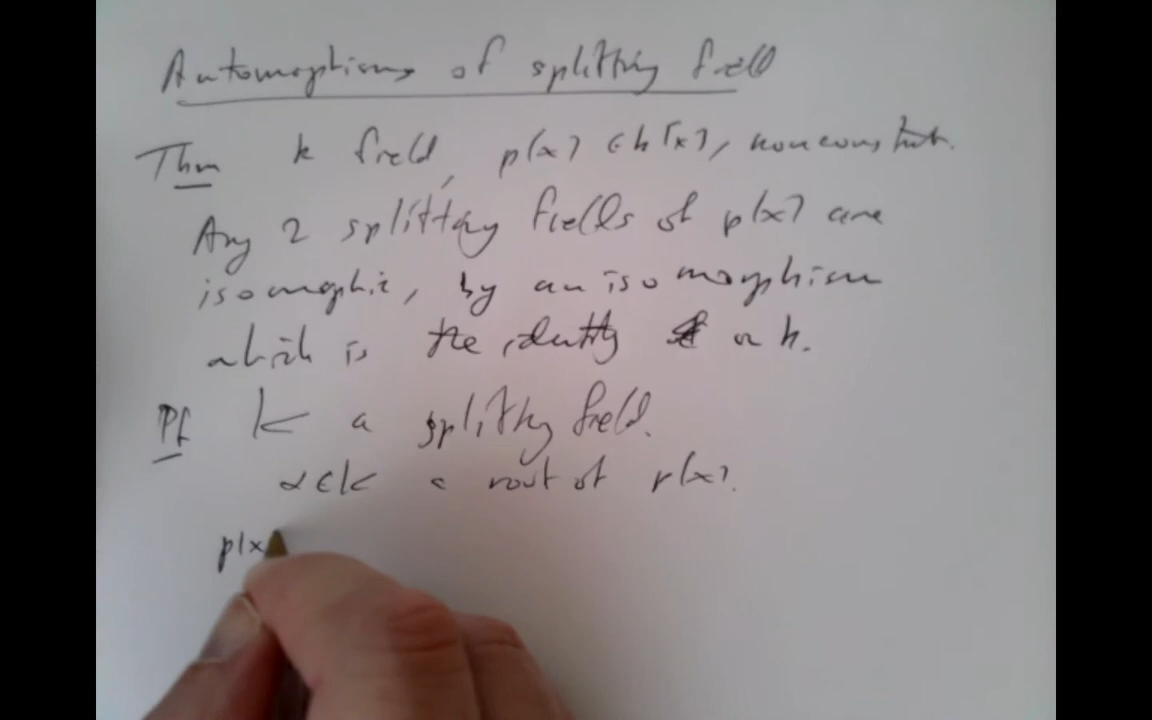 Automorphisms of splitting field
Thm k field, p(x) ∈ k[x], nonconstant.
Any 2 splitting fields of p(x) are
isomorphic, by an isomorphism
which is the identity on k.
Pf K a splitting field.
α ∈ K a root of p(x).
p(x